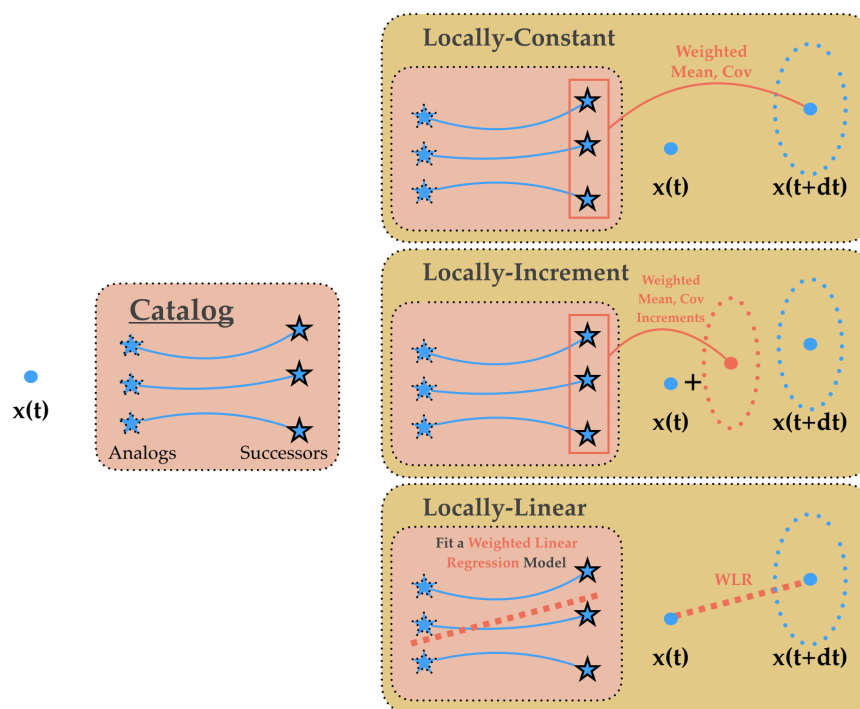 x(t)
Catalog
Analogs
Successors
Locally-Constant
Weighted
Mean, Cov
x(t)
x(t+dt)
Locally-Increment
Weighted
Mean, Cov
Increments
+
x(t)
x(t+dt)
Locally-Linear
Fit a Weighted Linear
Regression Model
WLR
x(t)
x(t+dt)